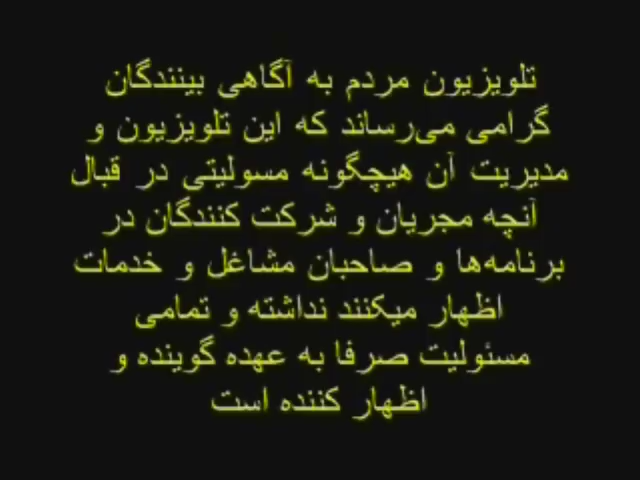 تلویزیون مردم به آگاهی بینندگان
گرامی می‌رساند که این تلویزیون و
مدیریت آن هیچگونه مسولیتی در قبال
آنچه مجریان و شرکت کنندگان در
برنامه‌ها و صاحبان مشاغل و خدمات
اظهار میکنند نداشته و تمامی
مسئولیت صرفا به عهده گوینده و
اظهار کننده است